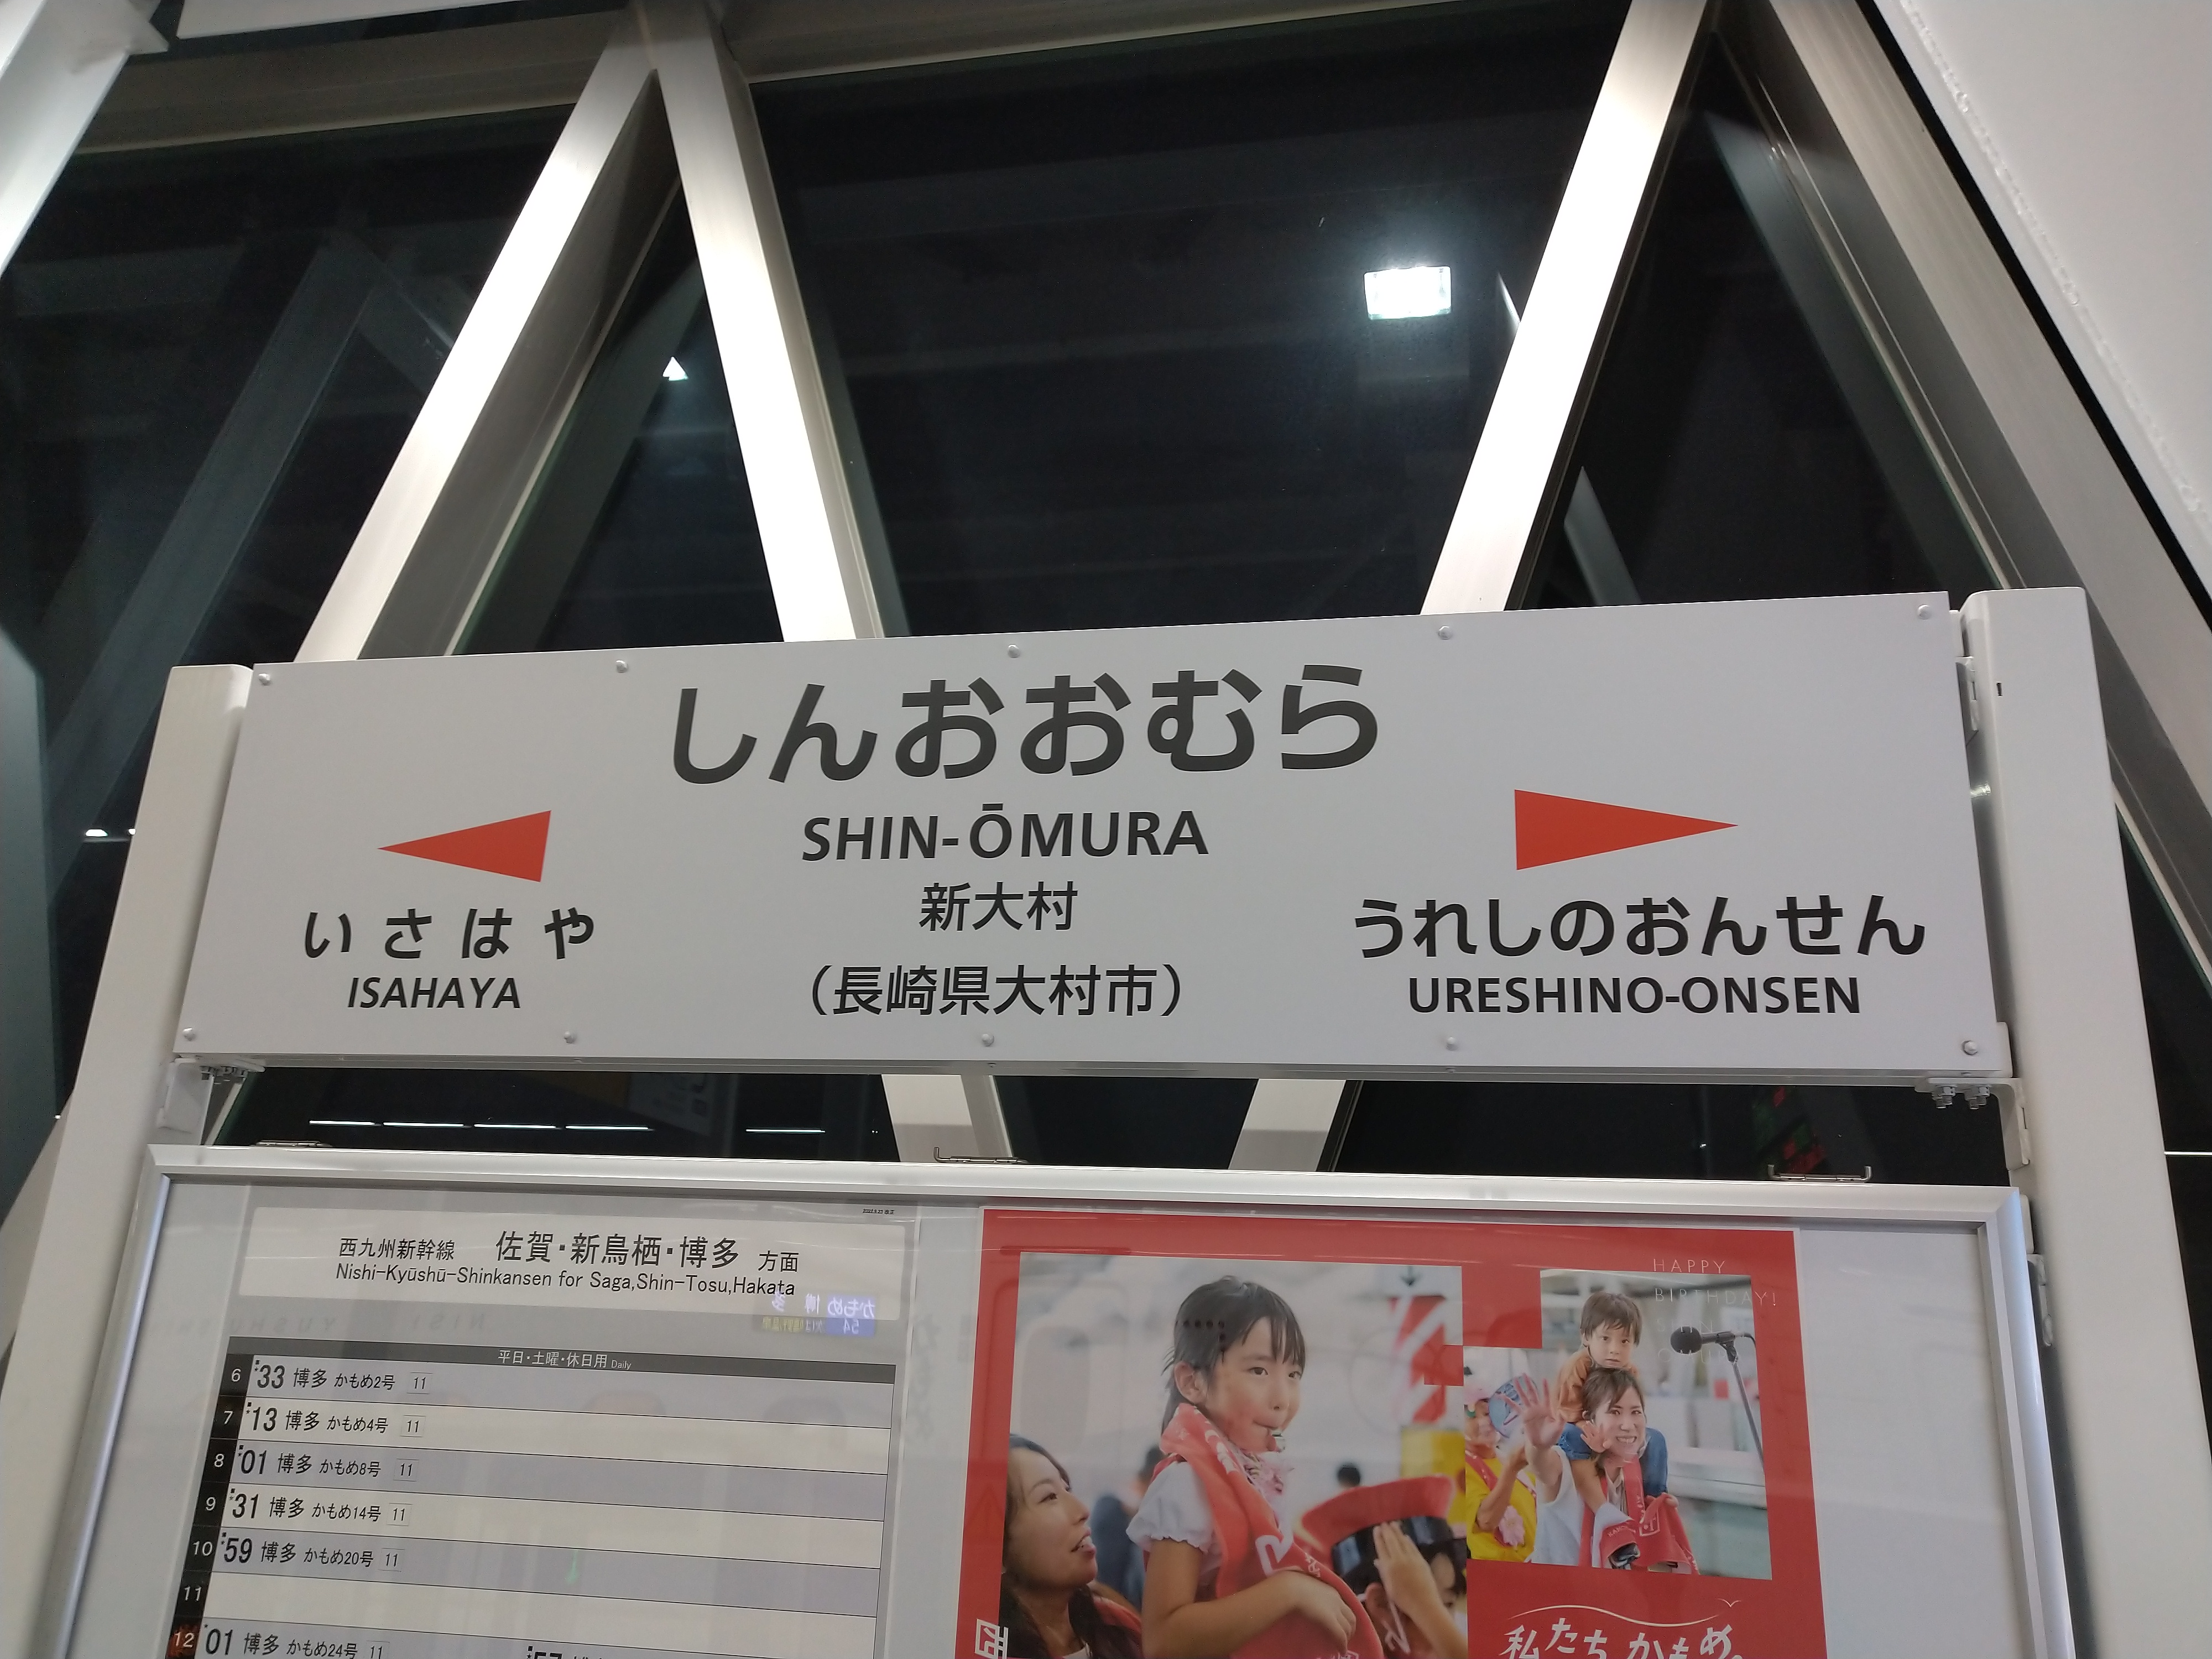 しんおおむら
SHIN-ŌMURA
新大村
（長崎県大村市）
いさはや
ISAHAYA
うれしのおんせん
URESHINO-ONSEN
西九州新幹線 佐賀・新鳥栖・博多 方面
Nishi-Kyūshū-Shinkansen for Saga,Shin-Tosu,Hakata
平日・土曜・休日用 Daily
6 33 博多 かもめ2号 11
7 13 博多 かもめ4号 11
8 01 博多 かもめ8号 11
9 31 博多 かもめ14号 11
10 59 博多 かもめ20号 11
11
12 01 博多 かもめ24号 11
HAPPY
BIRTHDAY!
私たちかもめ。